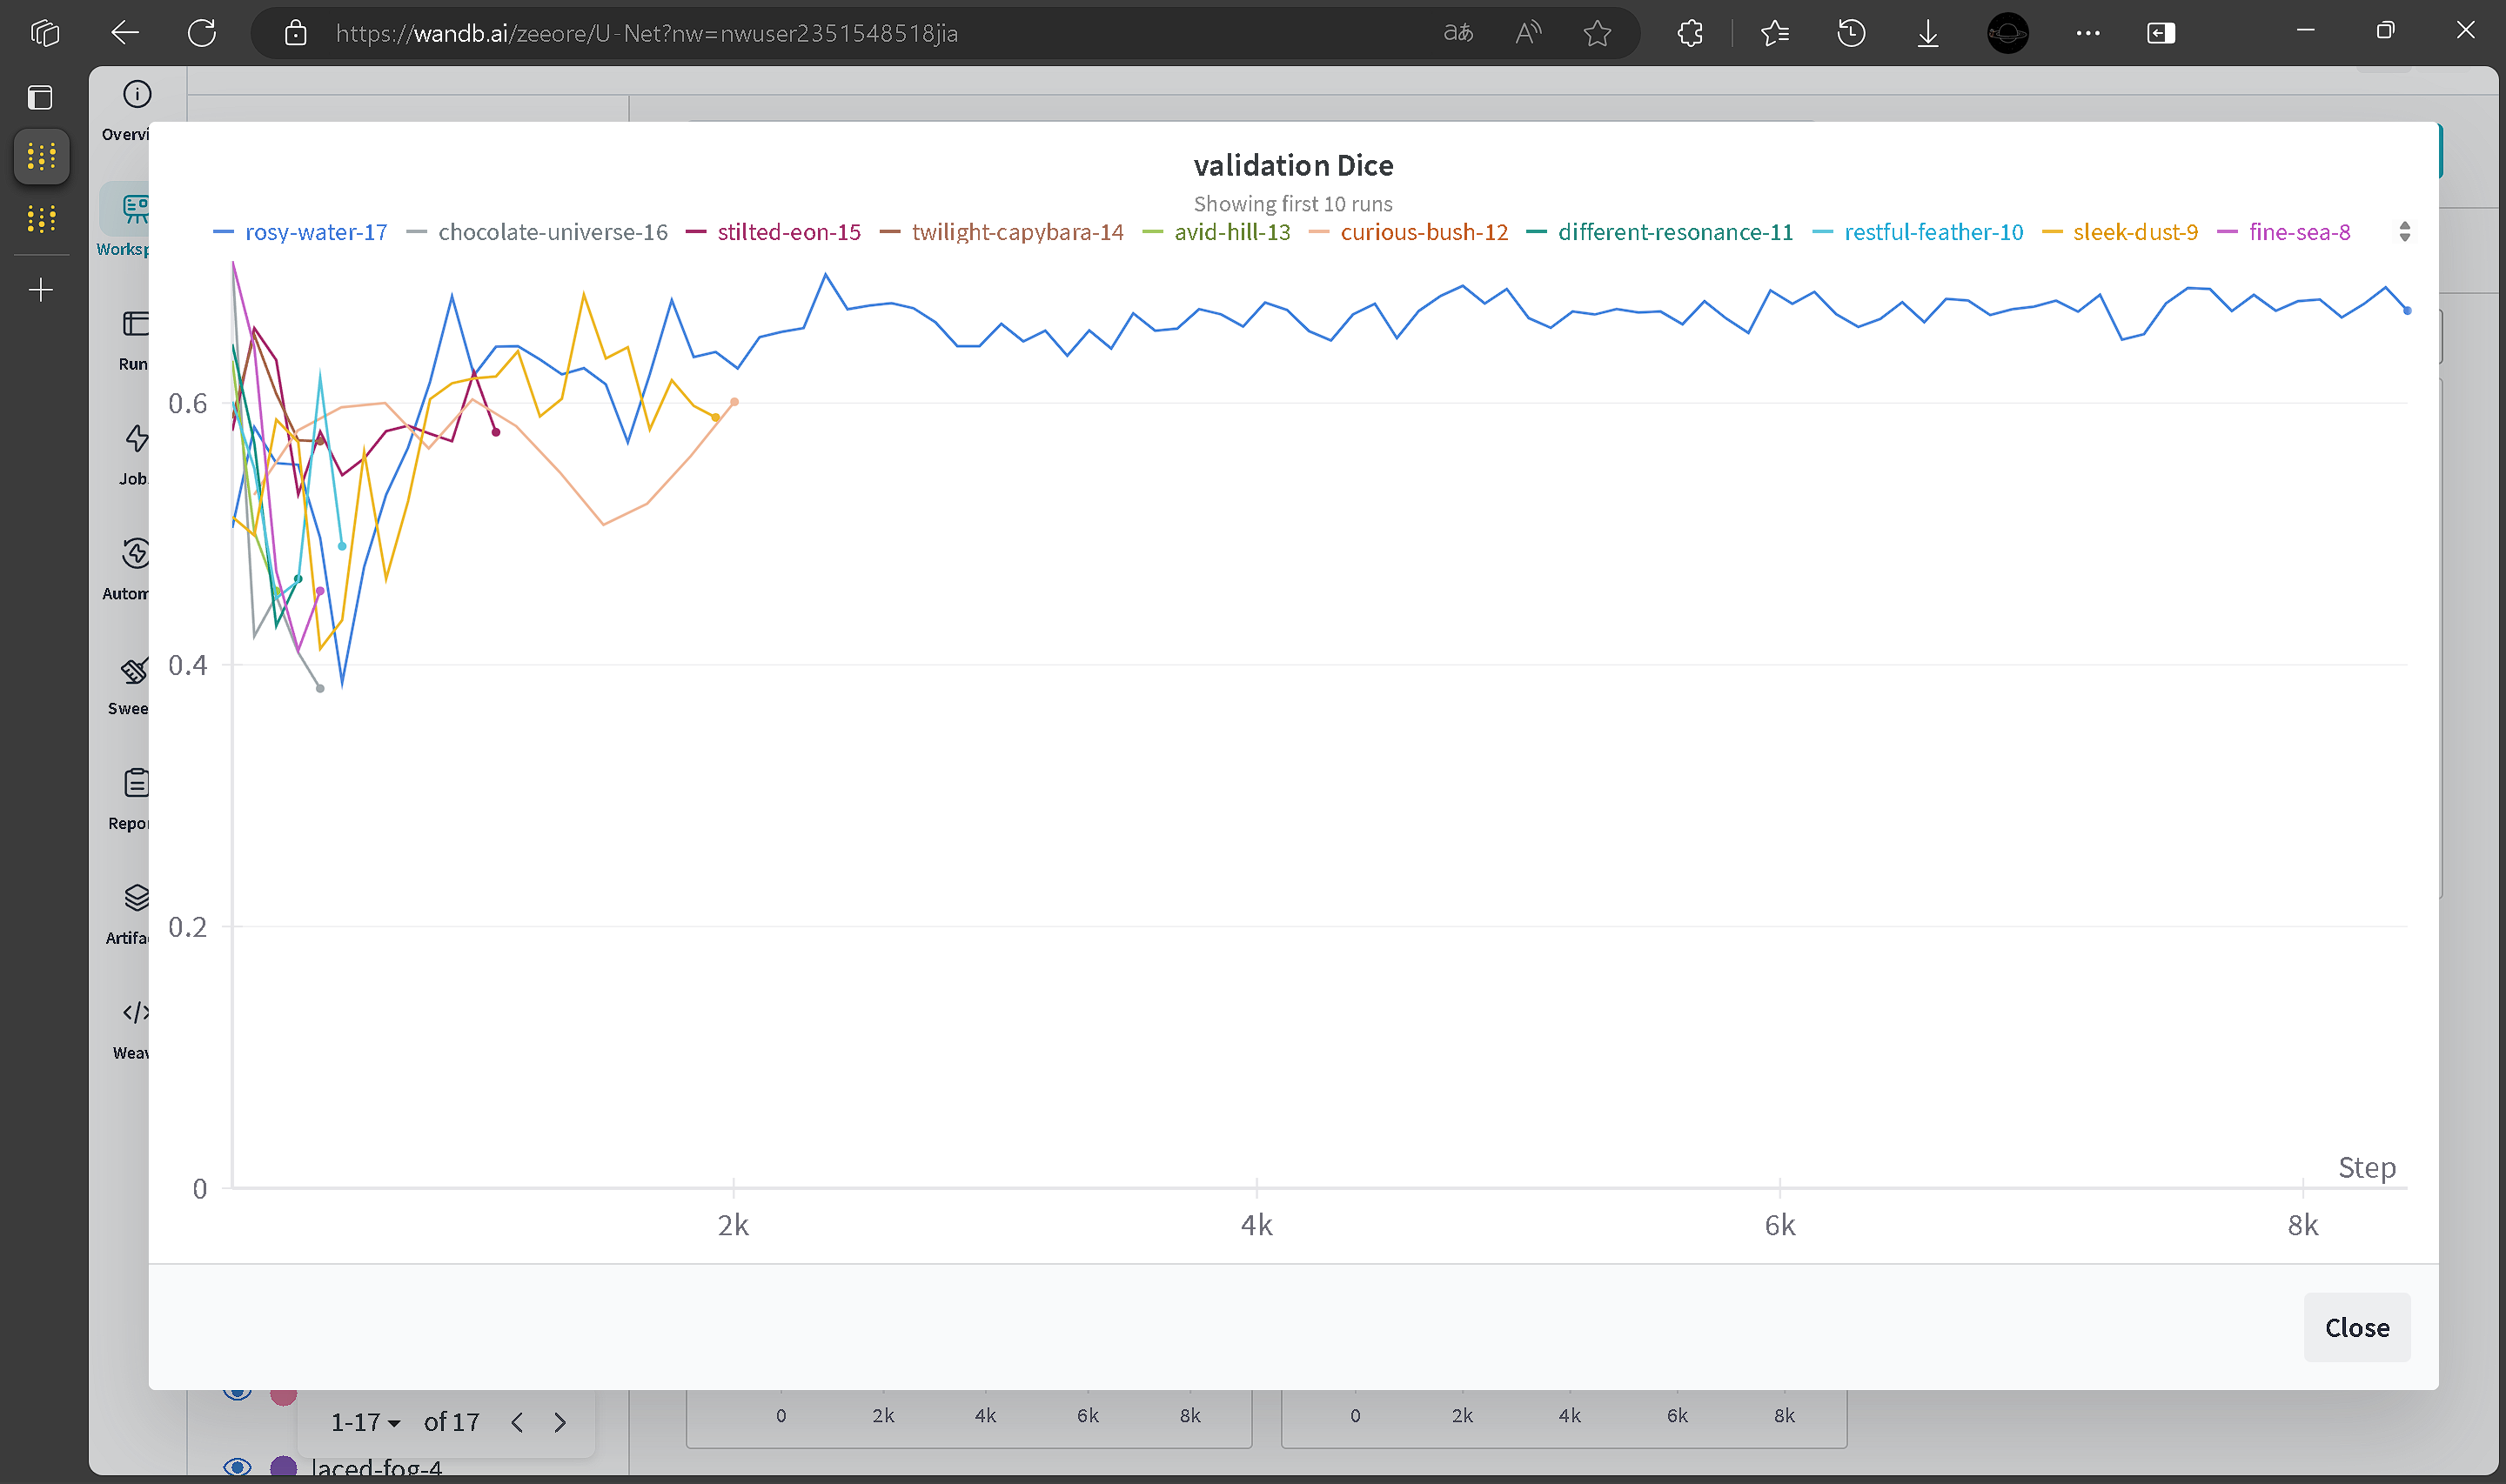 https://wandb.ai/zeeore/U-Net?nw=nwuser2351548518jia
Overvi
Worksp
Run
Job
Autom
Swee
Repor
Artifac
Weav
validation Dice
Showing first 10 runs
rosy-water-17 chocolate-universe-16 stilted-eon-15 twilight-capybara-14 avid-hill-13 curious-bush-12 different-resonance-11 restful-feather-10 sleek-dust-9 fine-sea-8
0.6
0.4
0.2
0
Step
2k 4k 6k 8k
Close
0 2k 4k 6k 8k
0 2k 4k 6k 8k
1-17 of 17
laced-fog-4